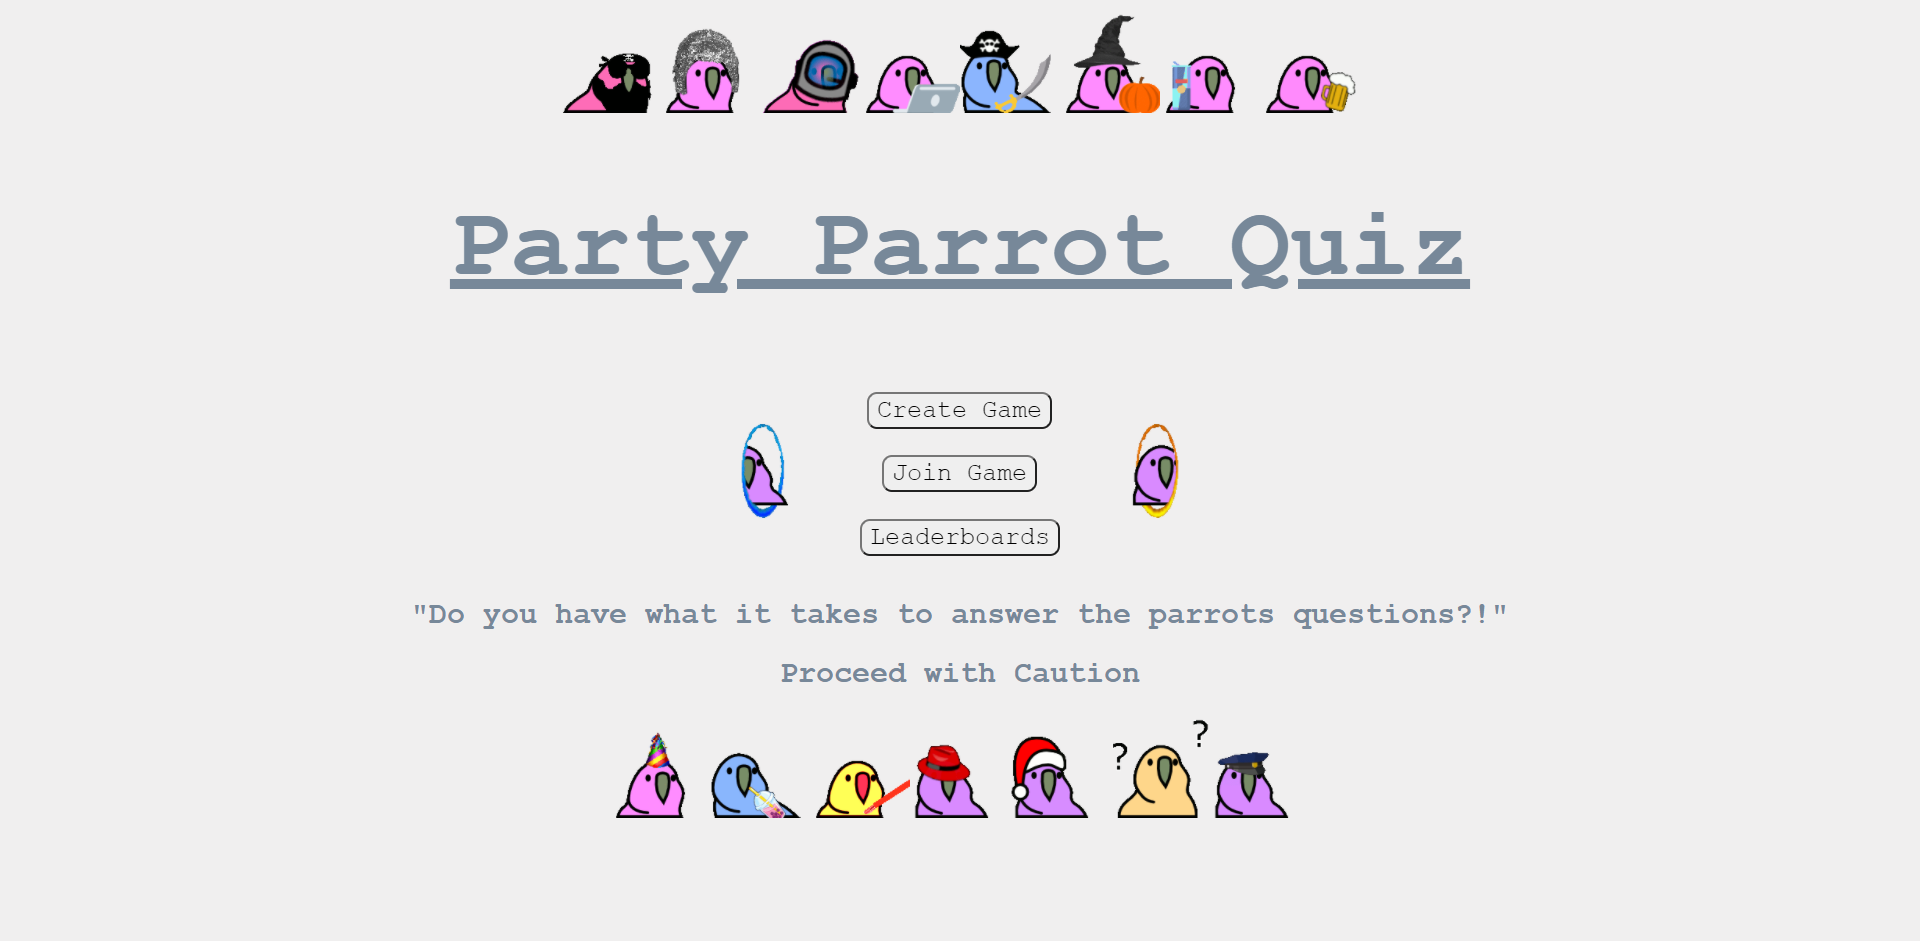 Party Parrot Quiz
Create Game
Join Game
Leaderboards
"Do you have what it takes to answer the parrots questions?!"
Proceed with Caution
? ?